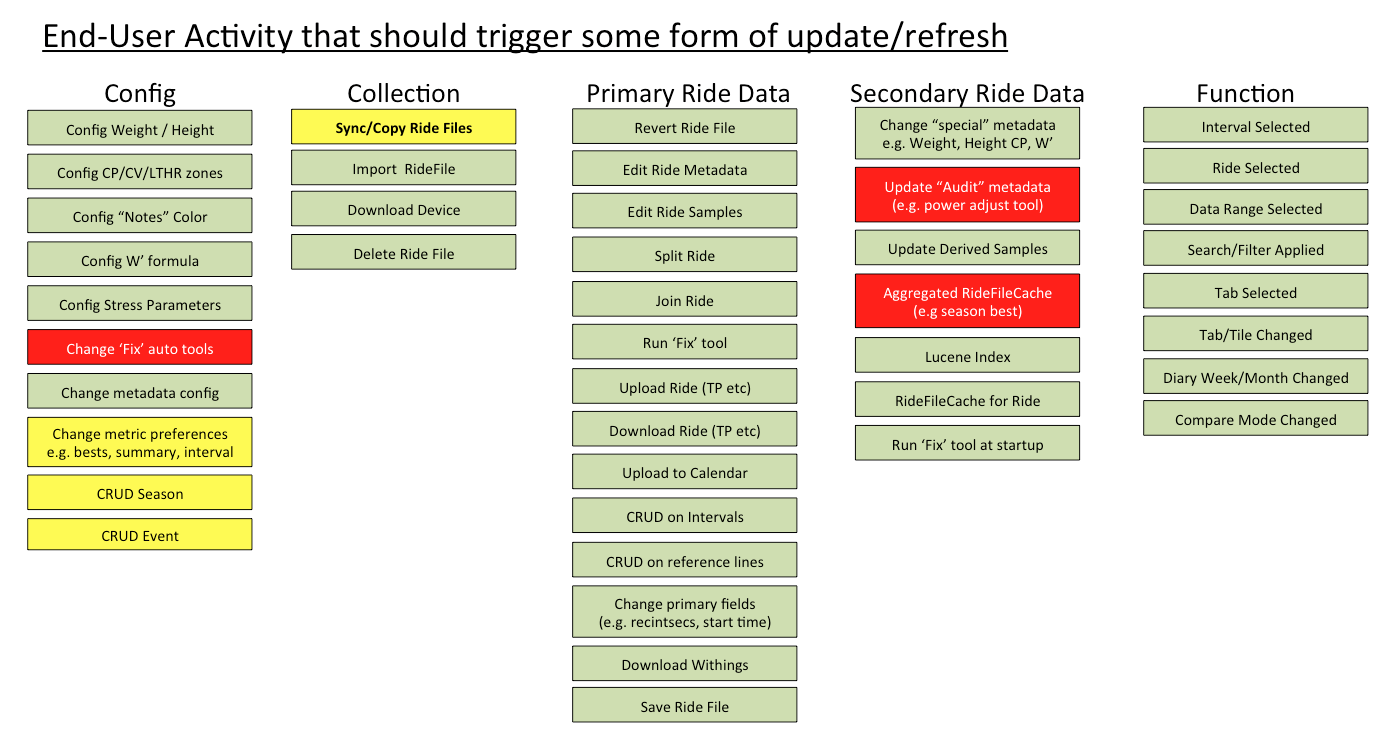 End-User Activity that should trigger some form of update/refresh
Config
Config Weight / Height
Config CP/CV/LTHR zones
Config “Notes” Color
Config W’ formula
Config Stress Parameters
Change ‘Fix’ auto tools
Change metadata config
Change metric preferences
e.g. bests, summary, interval
CRUD Season
CRUD Event
Collection
Sync/Copy Ride Files
Import RideFile
Download Device
Delete Ride File
Primary Ride Data
Revert Ride File
Edit Ride Metadata
Edit Ride Samples
Split Ride
Join Ride
Run ‘Fix’ tool
Upload Ride (TP etc)
Download Ride (TP etc)
Upload to Calendar
CRUD on Intervals
CRUD on reference lines
Change primary fields
(e.g. recintsecs, start time)
Download Withings
Save Ride File
Secondary Ride Data
Change “special” metadata
e.g. Weight, Height CP, W’
Update “Audit” metadata
(e.g. power adjust tool)
Update Derived Samples
Aggregated RideFileCache
(e.g season best)
Lucene Index
RideFileCache for Ride
Run ‘Fix’ tool at startup
Function
Interval Selected
Ride Selected
Data Range Selected
Search/Filter Applied
Tab Selected
Tab/Tile Changed
Diary Week/Month Changed
Compare Mode Changed